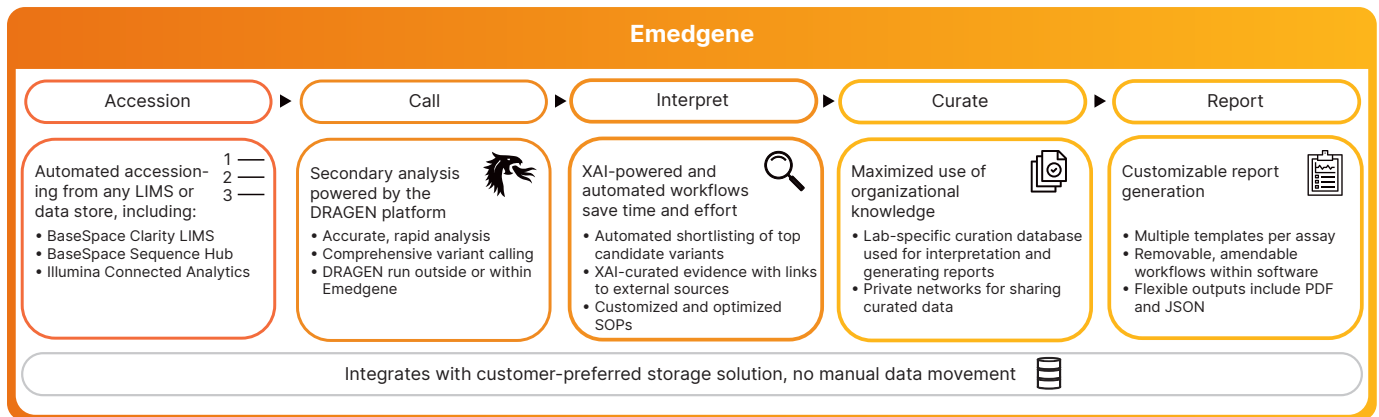 Emedgene
Accession
Call
Interpret
Curate
Report
Automated accession-
ing from any LIMS or
data store, including:
• BaseSpace Clarity LIMS
• BaseSpace Sequence Hub
• Illumina Connected Analytics
1
2
3
Secondary analysis
powered by the
DRAGEN platform
• Accurate, rapid analysis
• Comprehensive variant calling
• DRAGEN run outside or within
Emedgene
XAI-powered and
automated workflows
save time and effort
• Automated shortlisting of top
candidate variants
• XAI-curated evidence with links
to external sources
• Customized and optimized
SOPs
Maximized use of
organizational
knowledge
• Lab-specific curation database
used for interpretation and
generating reports
• Private networks for sharing
curated data
Customizable report
generation
• Multiple templates per assay
• Removable, amendable
workflows within software
• Flexible outputs include PDF
and JSON
Integrates with customer-preferred storage solution, no manual data movement